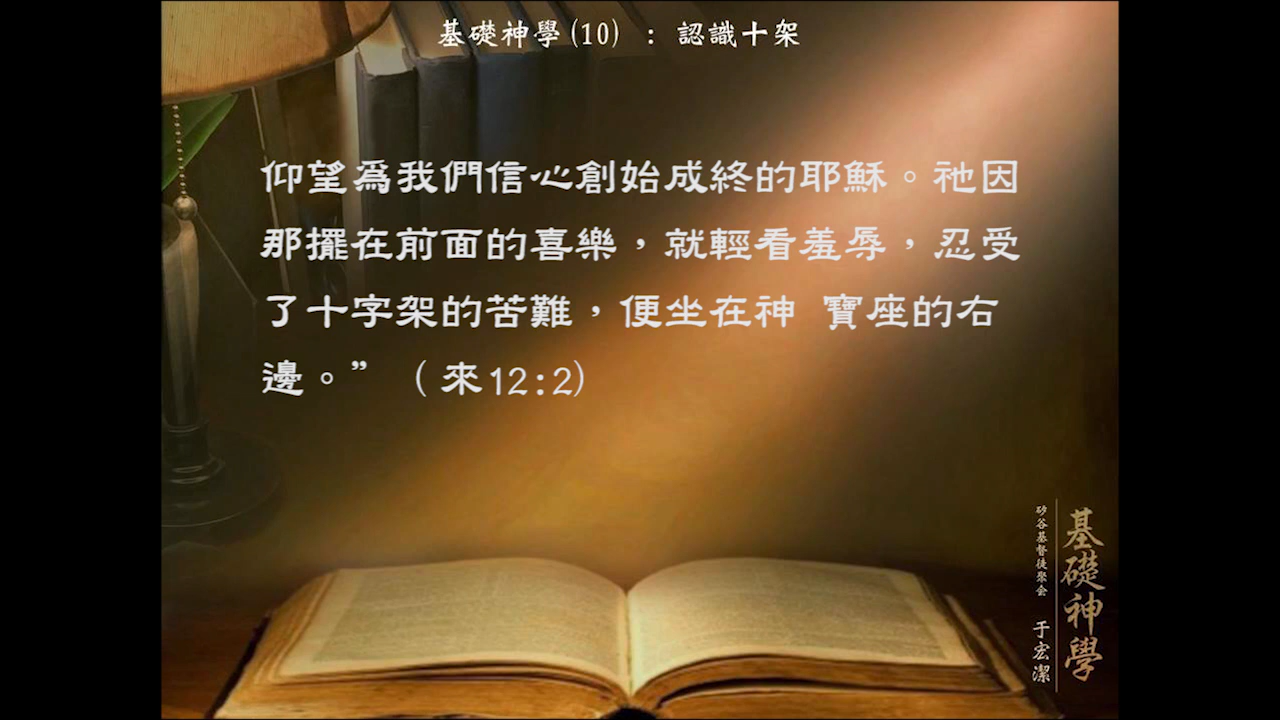 基礎神學(10) : 認識十架
仰望為我們信心創始成終的耶穌。祂因
那擺在前面的喜樂，就輕看羞辱，忍受
了十字架的苦難，便坐在神 寶座的右
邊。”（來12:2)
基礎神學
矽谷基督徒聚会 于宏潔